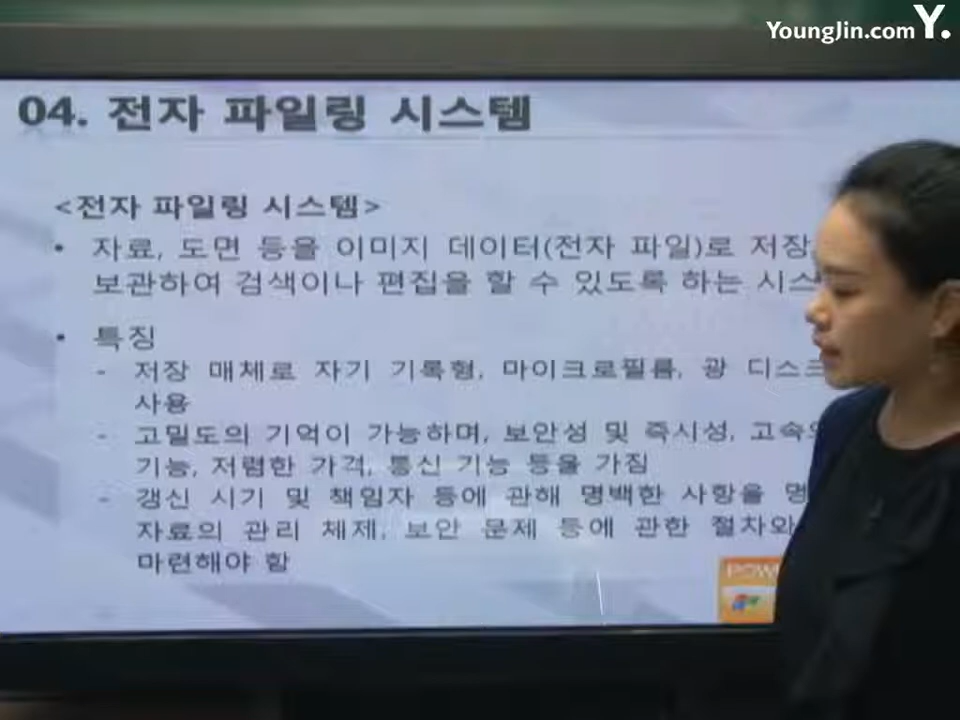 YoungJin.com Y.
04. 전자 파일링 시스템
<전자 파일링 시스템>
• 자료, 도면 등을 이미지 데이터(전자 파일)로 저장
보관하여 검색이나 편집을 할 수 있도록 하는 시스
• 특징
- 저장 매체로 자기 기록형, 마이크로필름, 광 디스크
사용
- 고밀도의 기억이 가능하며, 보안성 및 즉시성, 고속
기능, 저렴한 가격, 통신 기능 등을 가짐
- 갱신 시기 및 책임자 등에 관해 명백한 사항을
자료의 관리 체제, 보안 문제 등에 관한 절차와
마련해야 함